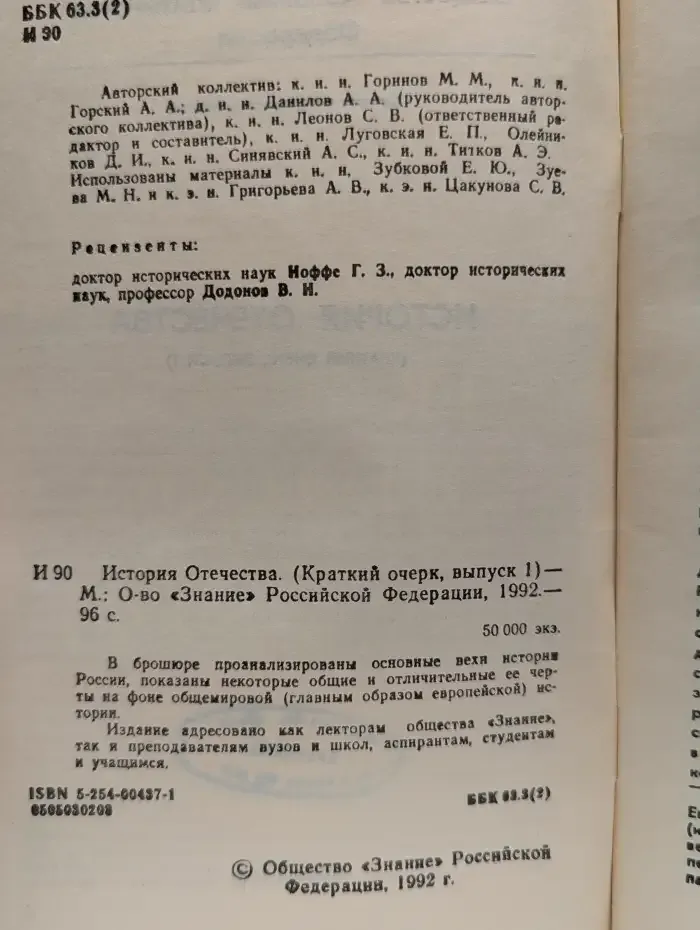 ББК 63.3(2)
И 90
Авторский коллектив: к. и. н. Горинов М. М., к. и. н.
Горский А. А.; д. и. н. Данилов А. А. (руководитель автор-
ского коллектива), к. и. н. Леонов С. В. (ответственный ре-
дактор и составитель), к. и. н. Луговская Е. П., Олейни-
ков Д. И., к. и. н. Синявский А. С., к. и. н. Титков А. Э.
Использованы материалы к. и. н, Зубковой Е. Ю., Зуе-
ва М. Н и к. э. н. Григорьева А. В., к. э. н. Цакунова С. В.
Рецензенты:
доктор исторических наук Иоффе Г. З., доктор исторических
наук, профессор Додонов В. И.
И 90 История Отечества. (Краткий очерк, выпуск 1)—
М.: О-во «Знание» Российской Федерации, 1992.—
96 с.
50 000 экз.
В брошюре проанализированы основные вехи истории
России, показаны некоторые общие и отличительные ее чер-
ты на фоне общемировой (главным образом европейской) ис-
тории.
Издание адресовано как лекторам общества «Знание»,
так и преподавателям вузов и школ, аспирантам, студентам
и учащимся.
ISBN 5-254-00437-1
0505030208
ББК 63.3(2)
© Общество «Знание» Российской
Федерации, 1992 г.